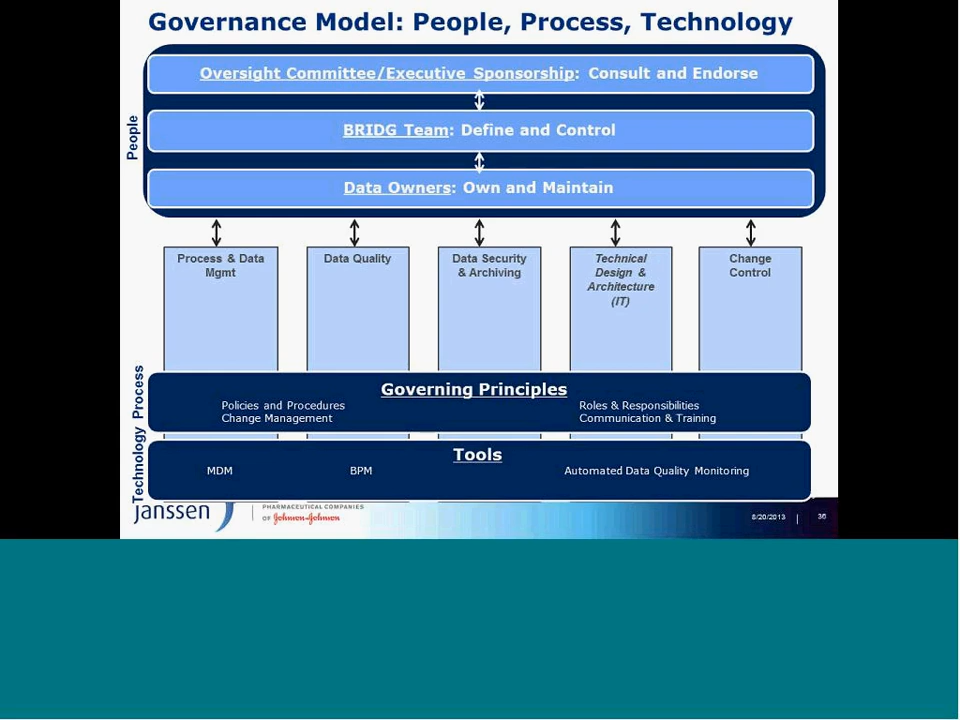 Governance Model: People, Process, Technology
Oversight Committee/Executive Sponsorship: Consult and Endorse
BRIDG Team: Define and Control
Data Owners: Own and Maintain
People
Process & Data
Mgmt
Data Quality
Data Security
& Archiving
Technical
Design &
Architecture
(IT)
Change
Control
Process
Governing Principles
Policies and Procedures
Change Management
Roles & Responsibilities
Communication & Training
Technology
Tools
MDM
BPM
Automated Data Quality Monitoring
janssen
PHARMACEUTICAL COMPANIES
OF Johnson-Johnson
8/20/2013
36